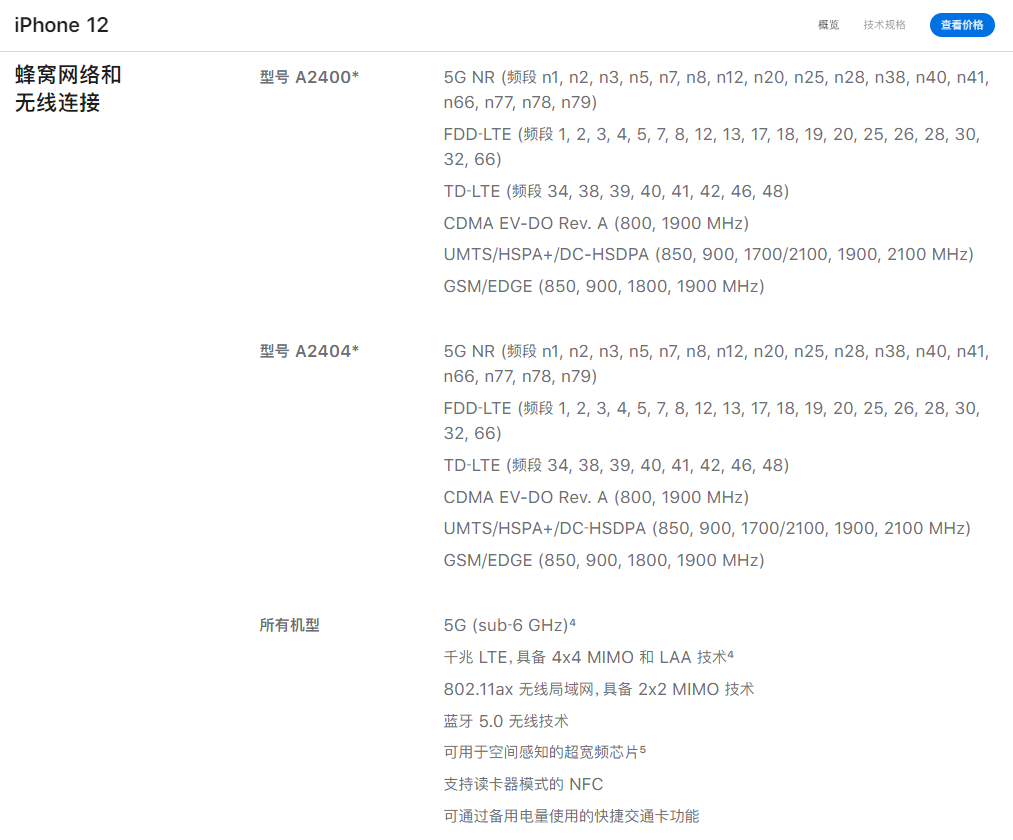 iPhone 12
概览
技术规格
查看价格
蜂窝网络和
无线连接
型号 A2400*
5G NR (频段 n1, n2, n3, n5, n7, n8, n12, n20, n25, n28, n38, n40, n41,
n66, n77, n78, n79)
FDD-LTE (频段 1, 2, 3, 4, 5, 7, 8, 12, 13, 17, 18, 19, 20, 25, 26, 28, 30,
32, 66)
TD-LTE (频段 34, 38, 39, 40, 41, 42, 46, 48)
CDMA EV-DO Rev. A (800, 1900 MHz)
UMTS/HSPA+/DC-HSDPA (850, 900, 1700/2100, 1900, 2100 MHz)
GSM/EDGE (850, 900, 1800, 1900 MHz)
型号 A2404*
5G NR (频段 n1, n2, n3, n5, n7, n8, n12, n20, n25, n28, n38, n40, n41,
n66, n77, n78, n79)
FDD-LTE (频段 1, 2, 3, 4, 5, 7, 8, 12, 13, 17, 18, 19, 20, 25, 26, 28, 30,
32, 66)
TD-LTE (频段 34, 38, 39, 40, 41, 42, 46, 48)
CDMA EV-DO Rev. A (800, 1900 MHz)
UMTS/HSPA+/DC-HSDPA (850, 900, 1700/2100, 1900, 2100 MHz)
GSM/EDGE (850, 900, 1800, 1900 MHz)
所有机型
5G (sub-6 GHz)⁴
千兆 LTE，具备 4x4 MIMO 和 LAA 技术⁴
802.11ax 无线局域网，具备 2x2 MIMO 技术
蓝牙 5.0 无线技术
可用于空间感知的超宽频芯片⁵
支持读卡器模式的 NFC
可通过备用电量使用的快捷交通卡功能